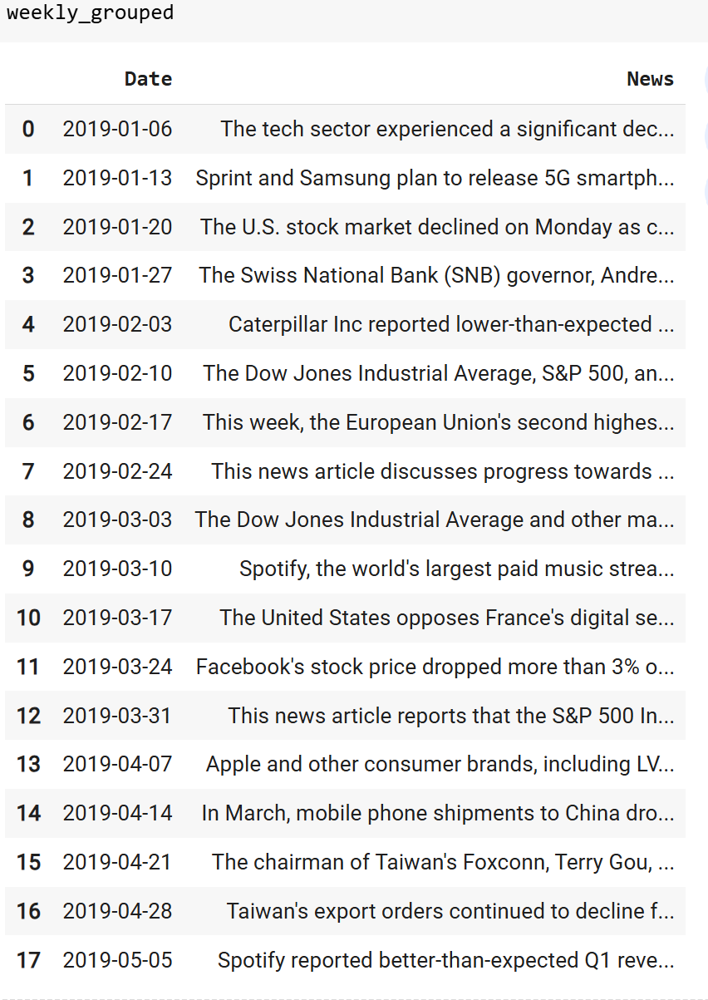 weekly_grouped
Date News
0 2019-01-06 The tech sector experienced a significant dec...
1 2019-01-13 Sprint and Samsung plan to release 5G smartph...
2 2019-01-20 The U.S. stock market declined on Monday as c...
3 2019-01-27 The Swiss National Bank (SNB) governor, Andre...
4 2019-02-03 Caterpillar Inc reported lower-than-expected ...
5 2019-02-10 The Dow Jones Industrial Average, S&P 500, an...
6 2019-02-17 This week, the European Union's second highes...
7 2019-02-24 This news article discusses progress towards ...
8 2019-03-03 The Dow Jones Industrial Average and other ma...
9 2019-03-10 Spotify, the world's largest paid music strea...
10 2019-03-17 The United States opposes France's digital se...
11 2019-03-24 Facebook's stock price dropped more than 3% o...
12 2019-03-31 This news article reports that the S&P 500 In...
13 2019-04-07 Apple and other consumer brands, including LV...
14 2019-04-14 In March, mobile phone shipments to China dro...
15 2019-04-21 The chairman of Taiwan's Foxconn, Terry Gou, ...
16 2019-04-28 Taiwan's export orders continued to decline f...
17 2019-05-05 Spotify reported better-than-expected Q1 reve...